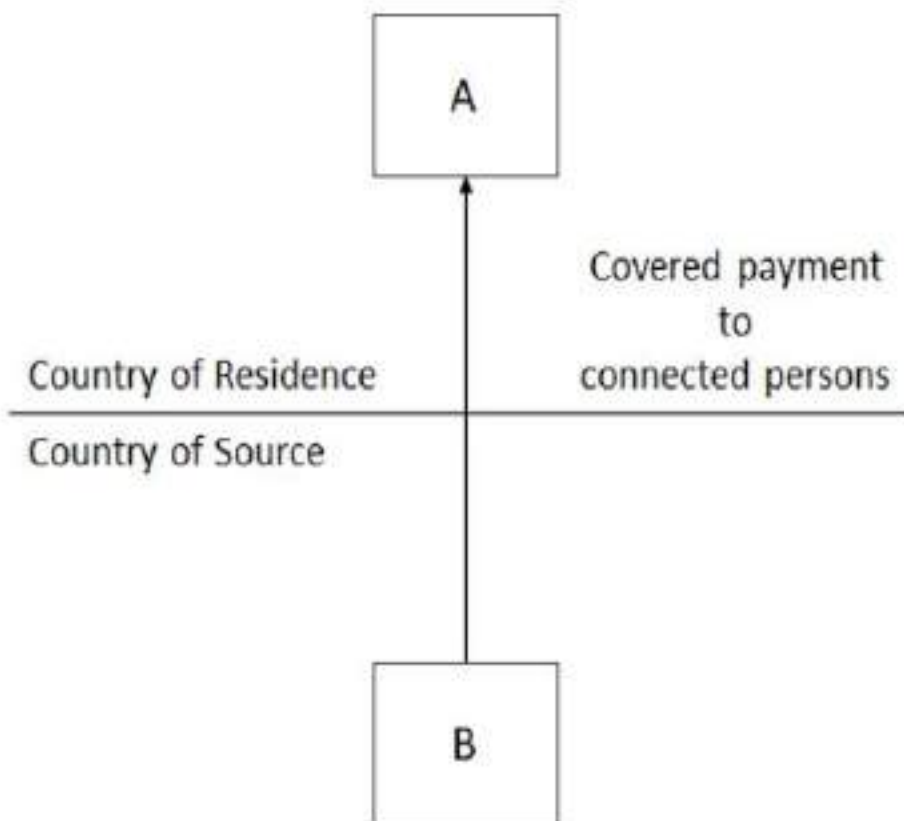 A
Covered payment
to
connected persons
Country of Residence
Country of Source
B